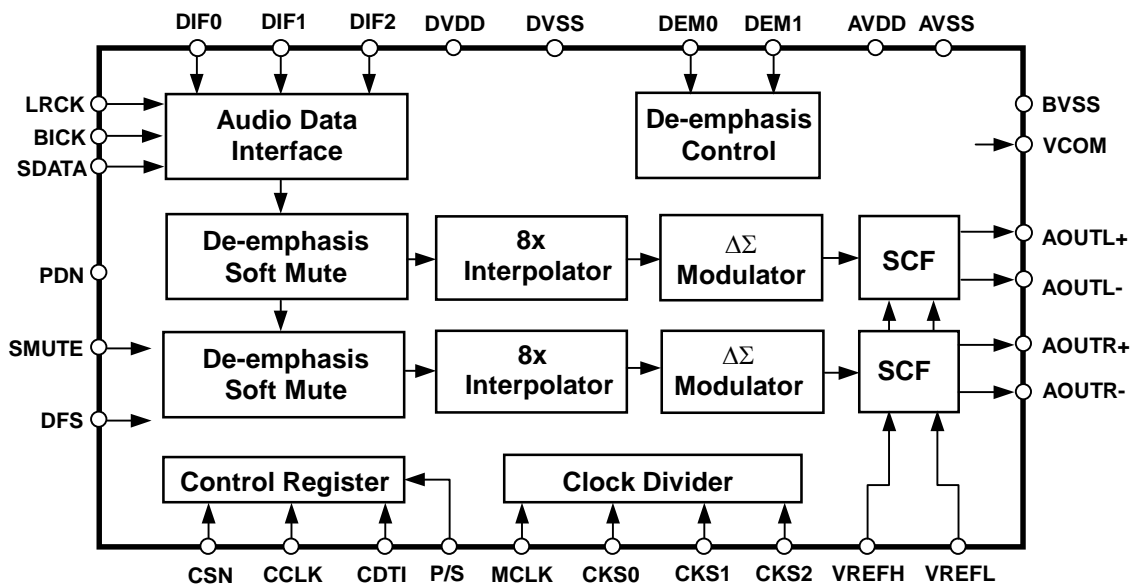 DIF0 DIF1 DIF2 DVDD DVSS DEM0 DEM1 AVDD AVSS
LRCK
BICK
SDATA
Audio Data
Interface
De-emphasis
Control
BVSS
VCOM
De-emphasis
Soft Mute
8x
Interpolator
ΔΣ
Modulator
SCF
AOUTL+
AOUTL-
PDN
SMUTE
DFS
De-emphasis
Soft Mute
8x
Interpolator
ΔΣ
Modulator
SCF
AOUTR+
AOUTR-
Control Register
Clock Divider
CSN CCLK CDTI P/S MCLK CKS0 CKS1 CKS2 VREFH VREFL